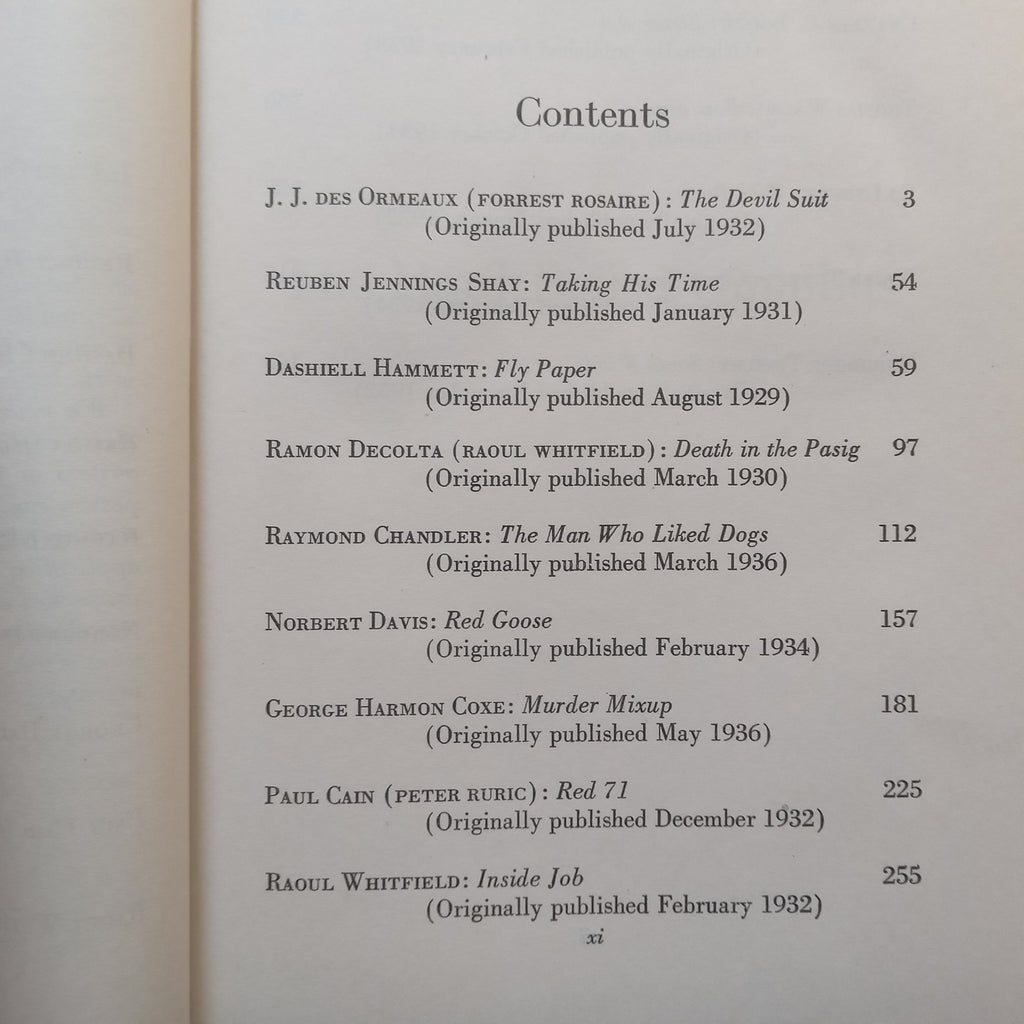 Contents
J. J. des Ormeaux (forrest rosaire): The Devil Suit 3
(Originally published July 1932)
Reuben Jennings Shay: Taking His Time 54
(Originally published January 1931)
Dashiell Hammett: Fly Paper 59
(Originally published August 1929)
Ramon Decolta (raoul whitfield): Death in the Pasig 97
(Originally published March 1930)
Raymond Chandler: The Man Who Liked Dogs 112
(Originally published March 1936)
Norbert Davis: Red Goose 157
(Originally published February 1934)
George Harmon Coxe: Murder Mixup 181
(Originally published May 1936)
Paul Cain (peter ruric): Red 71 225
(Originally published December 1932)
Raoul Whitfield: Inside Job 255
(Originally published February 1932)
xi